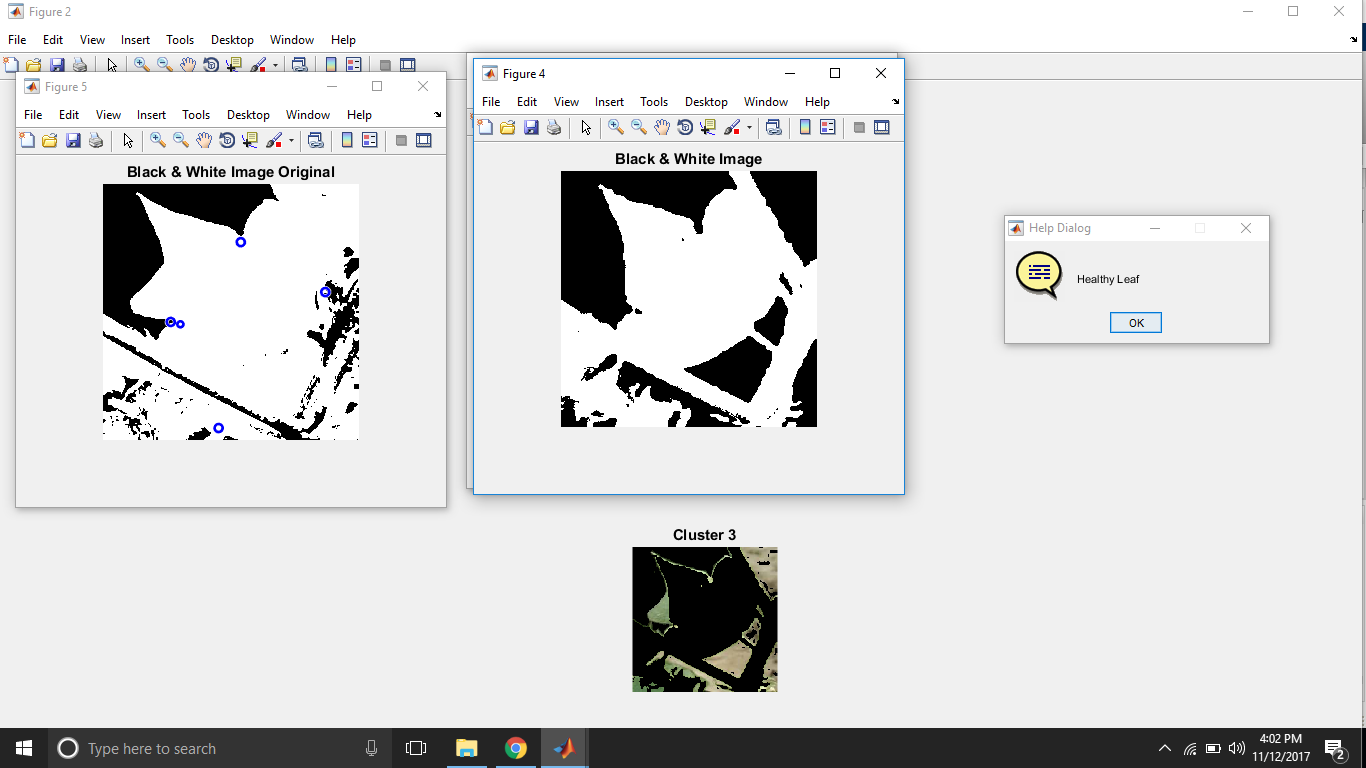 Figure 2
File Edit View Insert Tools Desktop Window Help
Figure 5
File Edit View Insert Tools Desktop Window Help
Black & White Image Original
Figure 4
File Edit View Insert Tools Desktop Window Help
Black & White Image
Help Dialog
Healthy Leaf
OK
Cluster 3
Type here to search
4:02 PM
11/12/2017
2